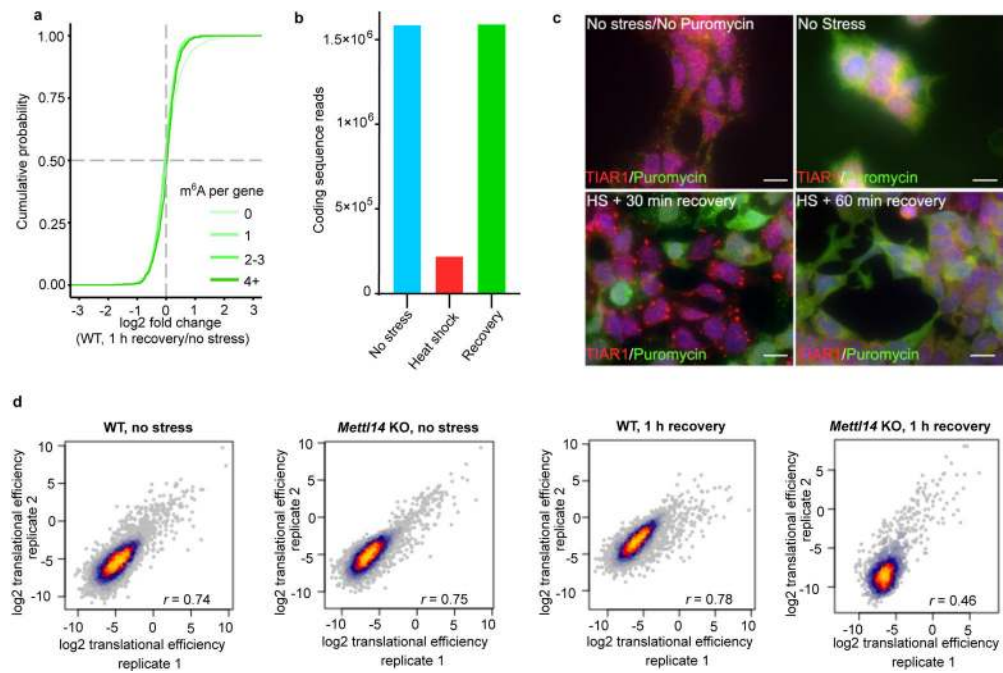 a
1.00
0.75
0.50
0.25
0.00
Cumulative probability
m⁶A per gene
0
1
2-3
4+
-3 -2 -1 0 1 2 3
log2 fold change
(WT, 1 h recovery/no stress)
b
1.5×10⁶
1×10⁶
5×10⁵
0
Coding sequence reads
No stress
Heat shock
Recovery
c
No stress/No Puromycin
TIAR1/Puromycin
No Stress
TIAR1/Puromycin
HS + 30 min recovery
TIAR1/Puromycin
HS + 60 min recovery
TIAR1/Puromycin
d
WT, no stress
10
5
0
-5
-10
log2 translational efficiency
replicate 2
r = 0.74
-10 -5 0 5 10
log2 translational efficiency
replicate 1
Mettl14 KO, no stress
10
5
0
-5
-10
log2 translational efficiency
replicate 2
r = 0.75
-10 -5 0 5 10
log2 translational efficiency
replicate 1
WT, 1 h recovery
10
5
0
-5
-10
log2 translational efficiency
replicate 2
r = 0.78
-10 -5 0 5 10
log2 translational efficiency
replicate 1
Mettl14 KO, 1 h recovery
5
0
-5
-10
log2 translational efficiency
replicate 2
r = 0.46
-10 -5 0 5 10
log2 translational efficiency
replicate 1